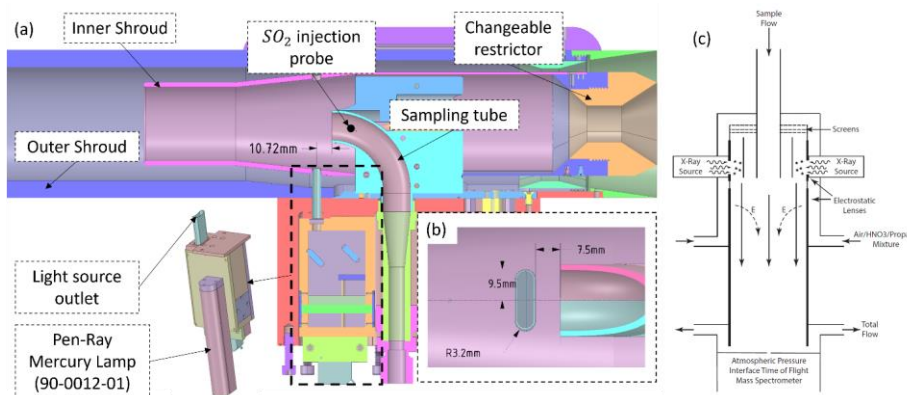 (a)
Inner Shroud
SO2 injection
probe
Changeable
restrictor
Sampling tube
10.72mm
Outer Shroud
Light source
outlet
Pen-Ray
Mercury Lamp
(90-0012-01)
(b)
7.5mm
9.5mm
R3.2mm
(c)
Sample
Flow
Screens
X-Ray
Source
X-Ray
Source
Electrostatic
Lenses
E
E
Air/HNO3/Propa
Mixture
Total
Flow
Atmospheric Pressure
Interface Time of Flight
Mass Spectrometer